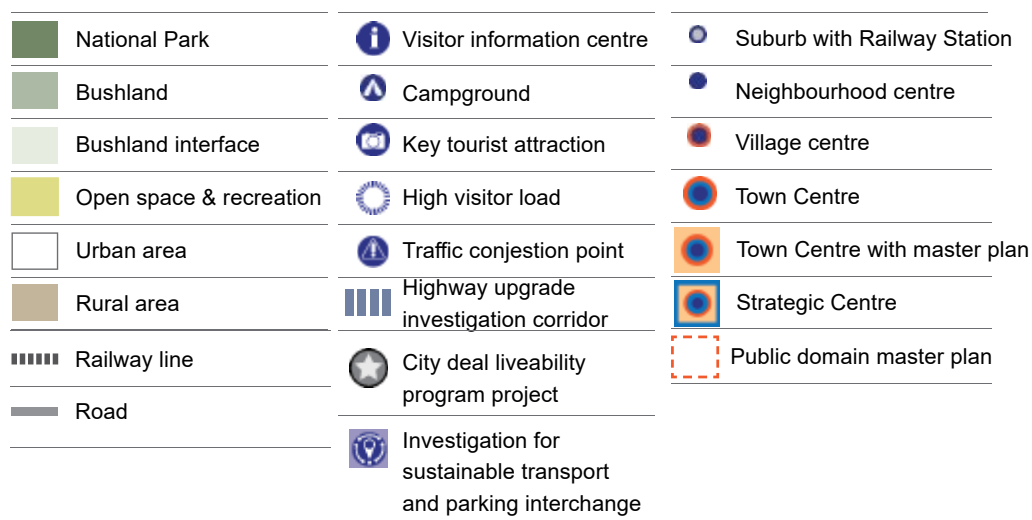 National Park
Bushland
Bushland interface
Open space & recreation
Urban area
Rural area
Railway line
Road
Visitor information centre
Campground
Key tourist attraction
High visitor load
Traffic conjestion point
Highway upgrade
investigation corridor
City deal liveability
program project
Investigation for
sustainable transport
and parking interchange
Suburb with Railway Station
Neighbourhood centre
Village centre
Town Centre
Town Centre with master plan
Strategic Centre
Public domain master plan